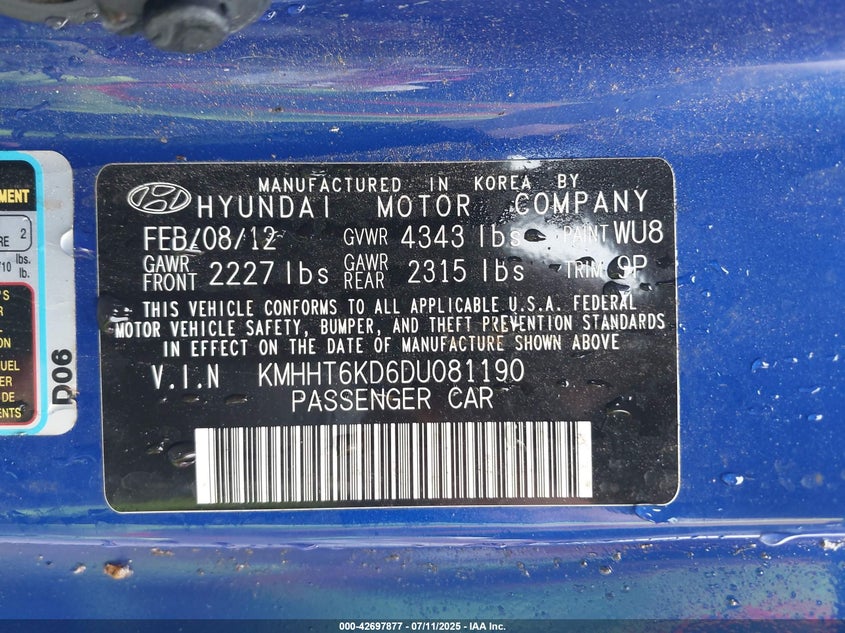 MANUFACTURED IN KOREA BY
HYUNDAI MOTOR COMPANY
FEB/08/12 GVWR 4343 lbs PAINT WU8
GAWR FRONT 2227 lbs GAWR REAR 2315 lbs TRIM 9P
THIS VEHICLE CONFORMS TO ALL APPLICABLE U.S.A. FEDERAL
MOTOR VEHICLE SAFETY, BUMPER, AND THEFT PREVENTION STANDARDS
IN EFFECT ON THE DATE OF MANUFACTURE SHOWN ABOVE
V.I.N KMHHT6KD6DU081190
PASSENGER CAR
2
lbs.
lb.
D06
000-42697877 - 07/11/2025 - IAA Inc.